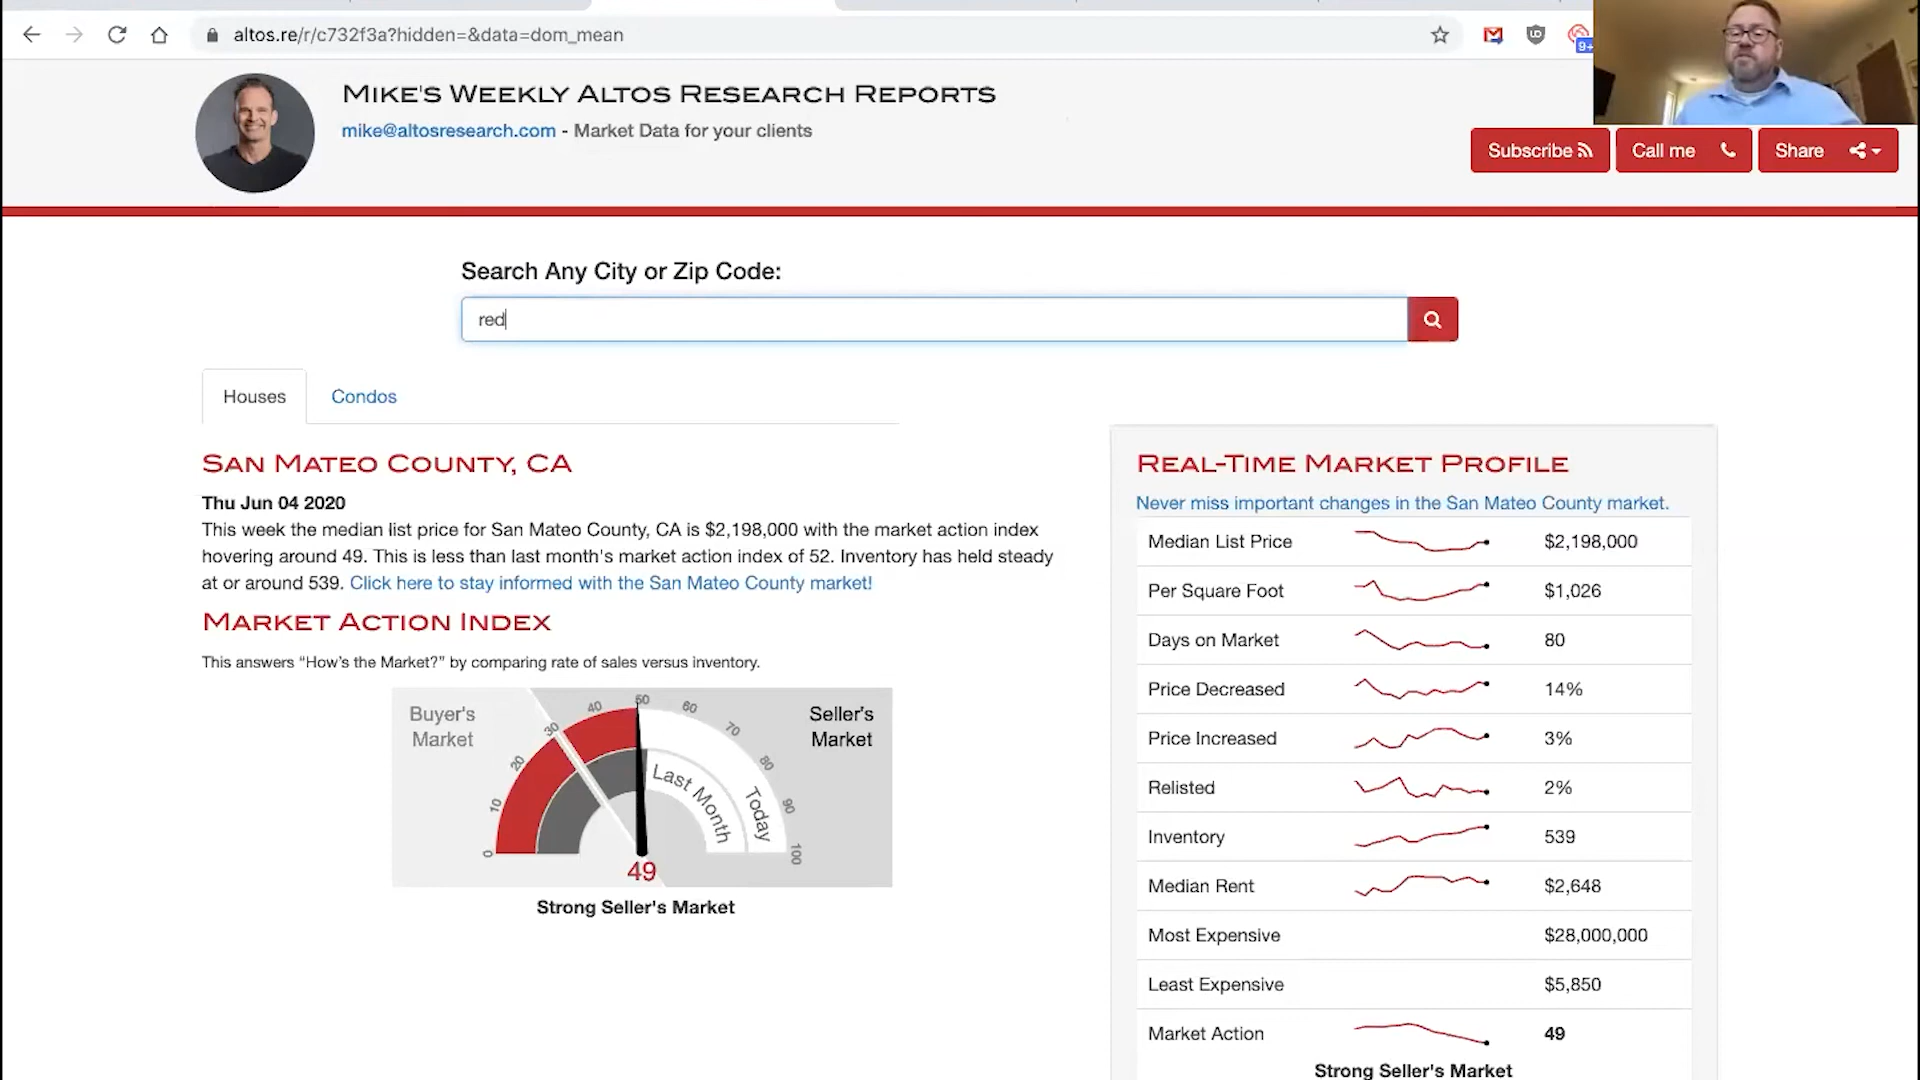 altos.re/r/c732f3a?hidden=&data=dom_mean
9+
MIKE'S WEEKLY ALTOS RESEARCH REPORTS
mike@altosresearch.com - Market Data for your clients
Subscribe
Call me
Share
Search Any City or Zip Code:
red
Houses
Condos
SAN MATEO COUNTY, CA
Thu Jun 04 2020
This week the median list price for San Mateo County, CA is $2,198,000 with the market action index
hovering around 49. This is less than last month's market action index of 52. Inventory has held steady
at or around 539. Click here to stay informed with the San Mateo County market!
MARKET ACTION INDEX
This answers “How’s the Market?” by comparing rate of sales versus inventory.
Buyer's
Market
Seller's
Market
0
10
20
30
40
50
60
70
80
90
100
Last Month
Today
49
Strong Seller's Market
REAL-TIME MARKET PROFILE
Never miss important changes in the San Mateo County market.
Median List Price $2,198,000
Per Square Foot $1,026
Days on Market 80
Price Decreased 14%
Price Increased 3%
Relisted 2%
Inventory 539
Median Rent $2,648
Most Expensive $28,000,000
Least Expensive $5,850
Market Action 49
Strong Seller's Market